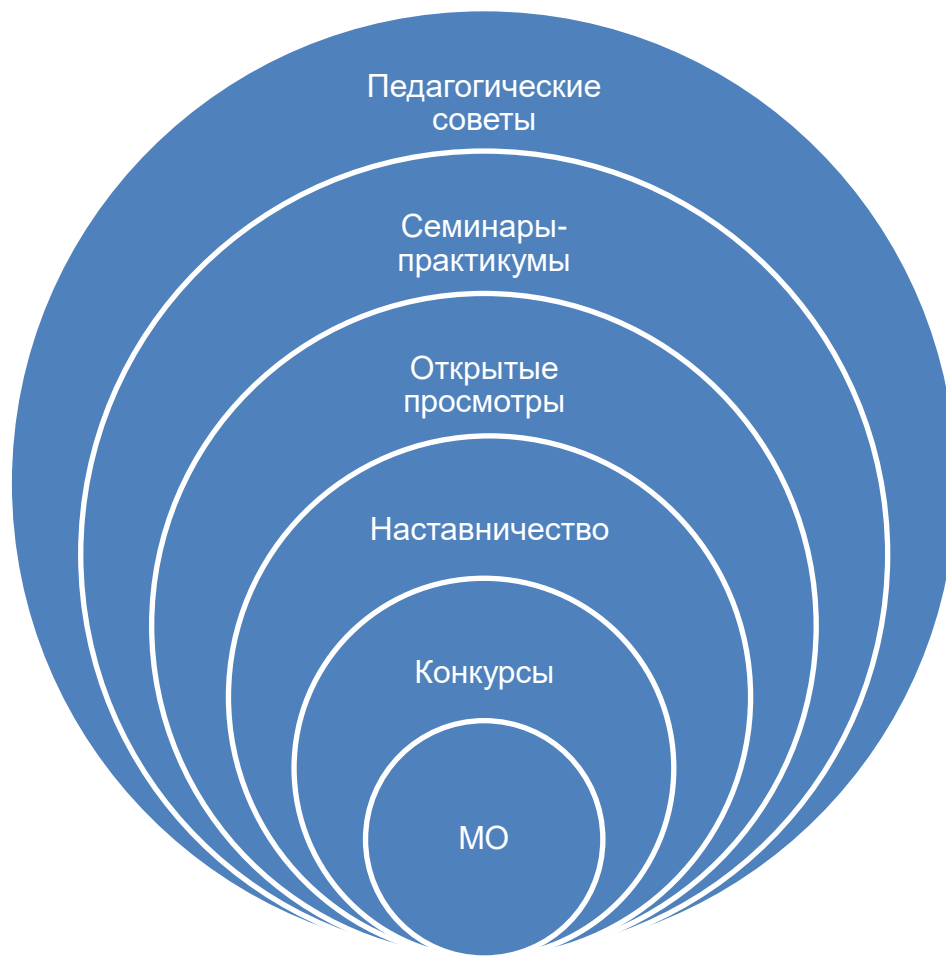 Педагогические
советы
Семинары-
практикумы
Открытые
просмотры
Наставничество
Конкурсы
МО